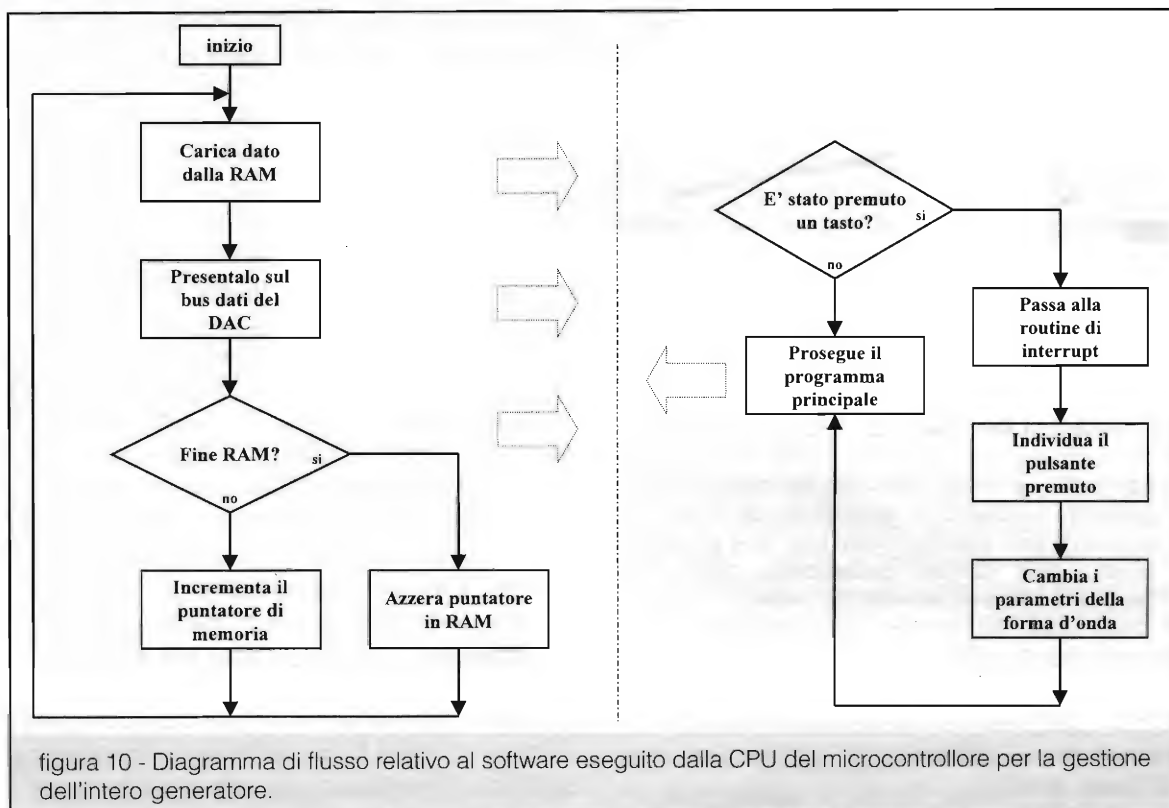 inizio
Carica dato
dalla RAM
Presentalo sul
bus dati del
DAC
Fine RAM?
si
no
Incrementa il
puntatore di
memoria
Azzera puntatore
in RAM
E' stato premuto
un tasto?
si
no
Prosegue il
programma
principale
Passa alla
routine di
interrupt
Individua il
pulsante
premuto
Cambia i
parametri della
forma d'onda
figura 10 - Diagramma di flusso relativo al software eseguito dalla CPU del microcontrollore per la gestione
dell'intero generatore.